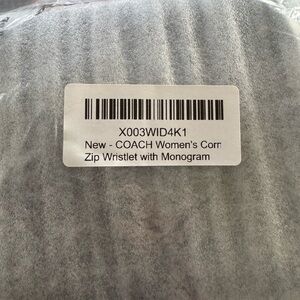 X003WID4K1
New - COACH Women's Corn
Zip Wristlet with Monogram